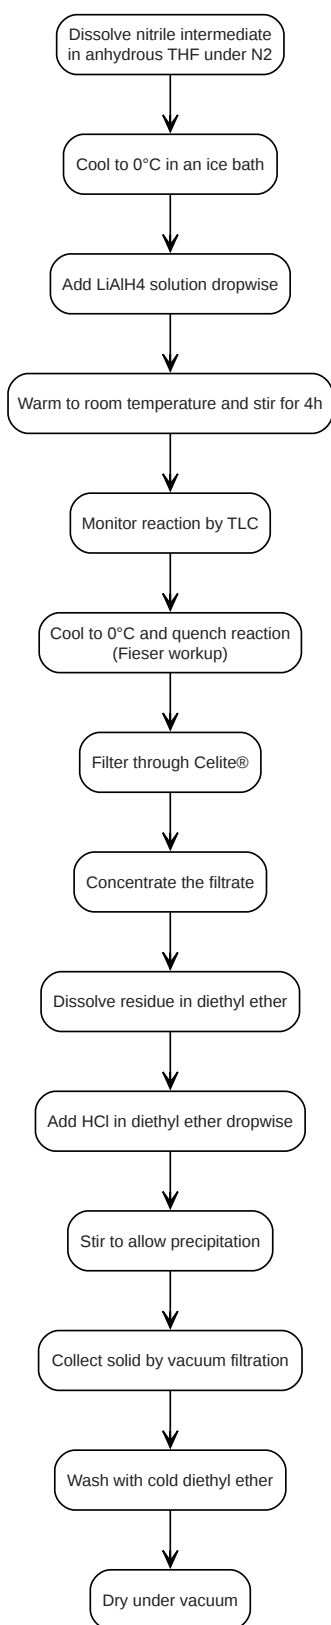 Dissolve nitrile intermediate
in anhydrous THF under N2
Cool to 0°C in an ice bath
Add LiAlH4 solution dropwise
Warm to room temperature and stir for 4h
Monitor reaction by TLC
Cool to 0°C and quench reaction
(Fieser workup)
Filter through Celite®
Concentrate the filtrate
Dissolve residue in diethyl ether
Add HCl in diethyl ether dropwise
Stir to allow precipitation
Collect solid by vacuum filtration
Wash with cold diethyl ether
Dry under vacuum